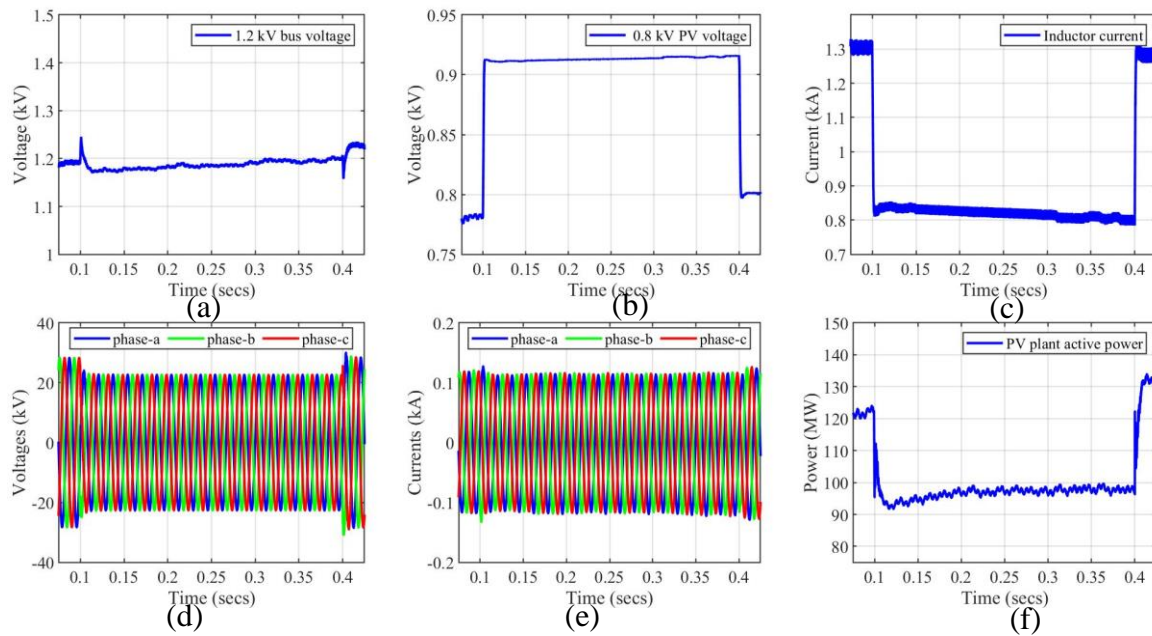 1.5
1.4
1.3
1.2
1.1
1
Voltage (kV)
1.2 kV bus voltage
0.1 0.15 0.2 0.25 0.3 0.35 0.4
Time (secs)
(a)
0.95
0.9
0.85
0.8
0.75
Voltage (kV)
0.8 kV PV voltage
0.1 0.15 0.2 0.25 0.3 0.35 0.4
Time (secs)
(b)
1.3
1.2
1.1
1
0.9
0.8
0.7
Current (kA)
Inductor current
0.1 0.15 0.2 0.25 0.3 0.35 0.4
Time (secs)
(c)
40
20
0
-20
-40
Voltages (kV)
phase-a phase-b phase-c
0.1 0.15 0.2 0.25 0.3 0.35 0.4
Time (secs)
(d)
0.2
0.1
0
-0.1
-0.2
Currents (kA)
phase-a phase-b phase-c
0.1 0.15 0.2 0.25 0.3 0.35 0.4
Time (secs)
(e)
150
140
130
120
110
100
90
80
Power (MW)
PV plant active power
0.1 0.15 0.2 0.25 0.3 0.35 0.4
Time (secs)
(f)